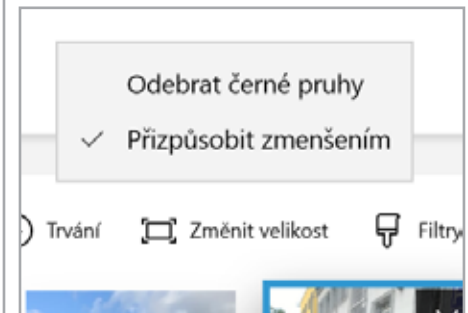 Odebrat černé pruhy
Přizpůsobit zmenšením
Trvání Změnit velikost Filtry